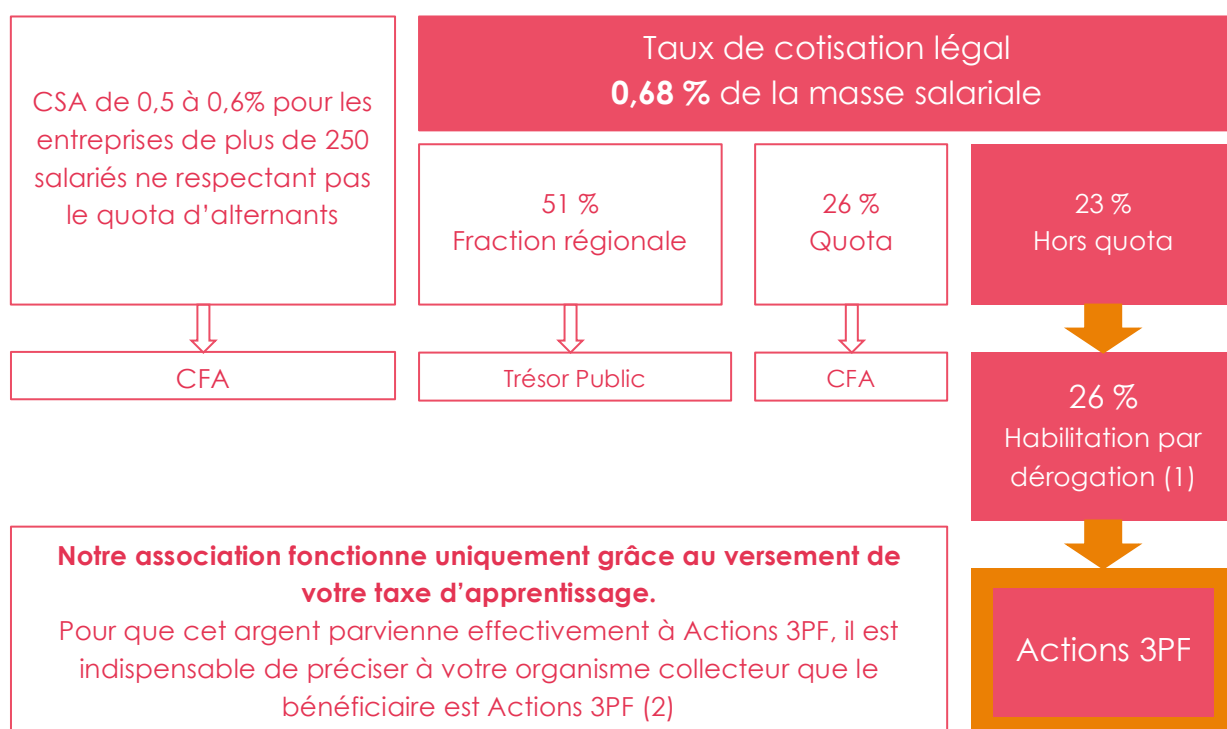 CSA de 0,5 à 0,6% pour les
entreprises de plus de 250
salariés ne respectant pas
le quota d’alternants
CFA
Taux de cotisation légal
0,68 % de la masse salariale
51 %
Fraction régionale
Trésor Public
26 %
Quota
CFA
23 %
Hors quota
26 %
Habilitation par
dérogation (1)
Actions 3PF
Notre association fonctionne uniquement grâce au versement de
votre taxe d’apprentissage.
Pour que cet argent parvienne effectivement à Actions 3PF, il est
indispensable de préciser à votre organisme collecteur que le
bénéficiaire est Actions 3PF (2)